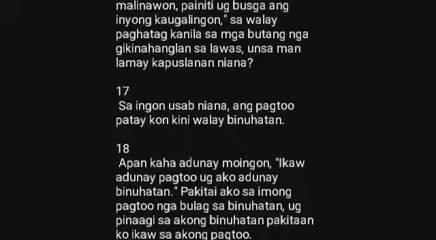 malinawon, painiti ug busga ang
inyong kaugalingon," sa walay
paghatag kanila sa mga butang nga
gikinahanglan sa lawas, unsa man
lamay kapuslanan niana?
17
Sa ingon usab niana, ang pagtoo
patay kon kini walay binuhatan.
18
Apan kaha adunay moingon, "Ikaw
adunay pagtoo ug ako adunay
binuhatan." Pakitai ako sa imong
pagtoo nga bulag sa binuhatan, ug
pinaagi sa akong binuhatan pakitaan
ko ikaw sa akong pagtoo.